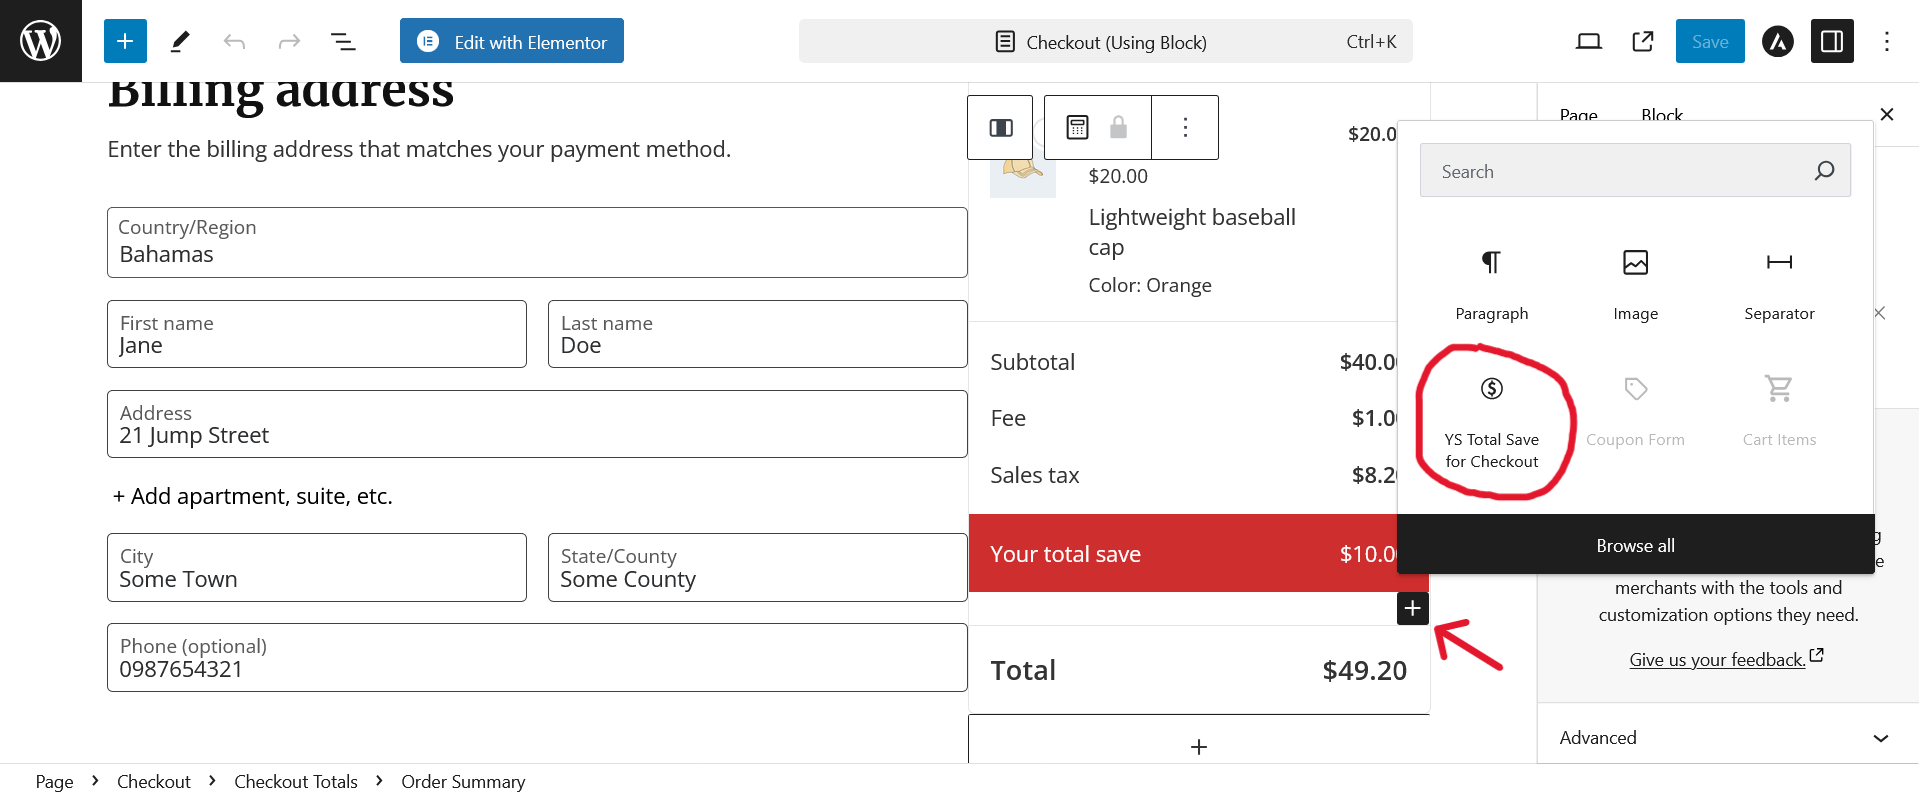 Edit with Elementor
Checkout (Using Block)
Ctrl+K
Save
Billing address
Enter the billing address that matches your payment method.
Country/Region
Bahamas
First name
Jane
Last name
Doe
Address
21 Jump Street
+ Add apartment, suite, etc.
City
Some Town
State/County
Some County
Phone (optional)
0987654321
$20.0
$20.00
Lightweight baseball
cap
Color: Orange
Subtotal $40.0
Fee $1.0
Sales tax $8.2
Your total save $10.0
Total $49.20
Page Block
Search
Paragraph
Image
Separator
YS Total Save
for Checkout
Coupon Form
Cart Items
Browse all
merchants with the tools and
customization options they need.
Give us your feedback.
Advanced
Page > Checkout > Checkout Totals > Order Summary